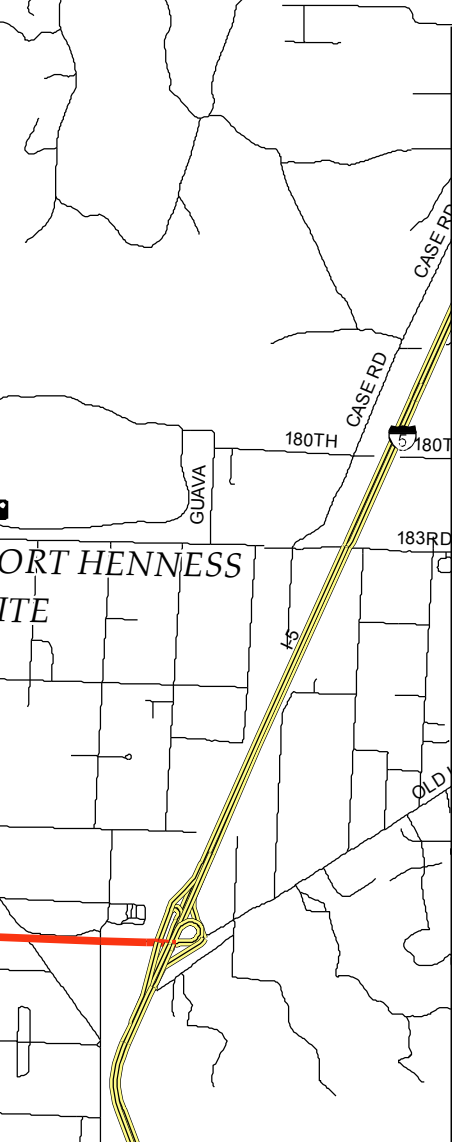 CASE RD
CASE RD
180TH
5
180T
GUAVA
183RD
ORT HENNESS
ITE
I-5
OLD